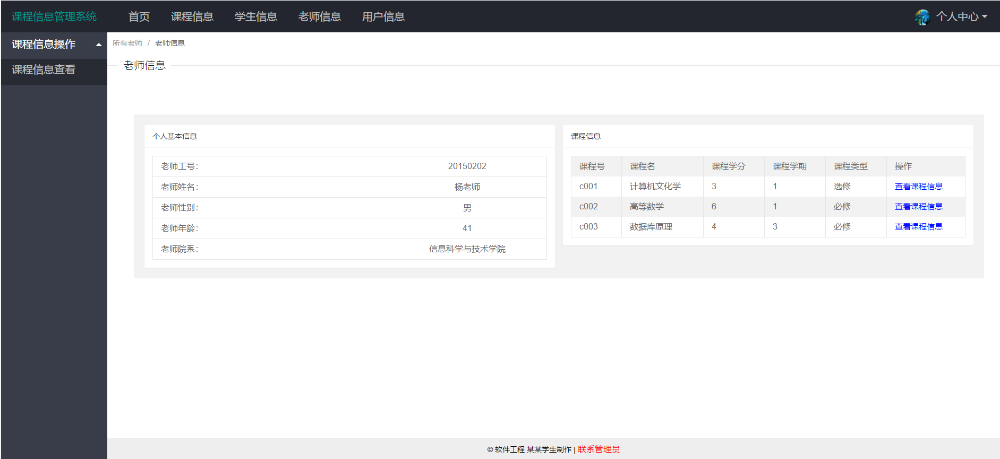 课程信息管理系统 首页 课程信息 学生信息 老师信息 用户信息 个人中心
课程信息操作
课程信息查看
所有老师 / 老师信息
老师信息
个人基本信息
老师工号： 20150202
老师姓名： 杨老师
老师性别： 男
老师年龄： 41
老师院系： 信息科学与技术学院
课程信息
课程号 课程名 课程学分 课程学期 课程类型 操作
c001 计算机文化学 3 1 选修 查看课程信息
c002 高等数学 6 1 必修 查看课程信息
c003 数据库原理 4 3 必修 查看课程信息
© 软件工程 某某学生制作 | 联系管理员